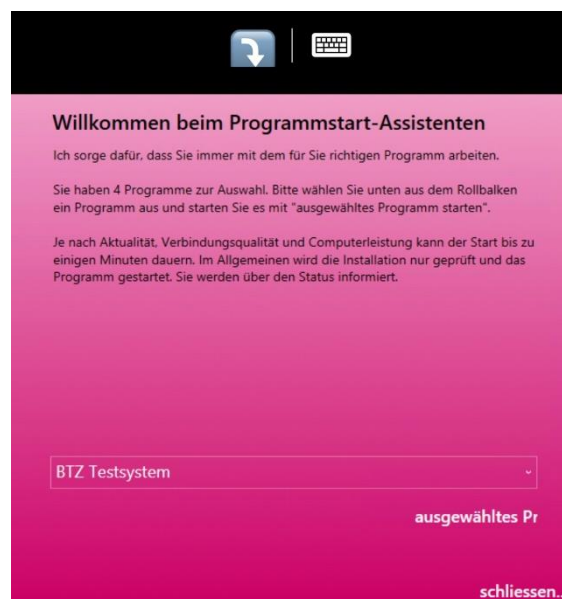 Willkommen beim Programmstart-Assistenten
Ich sorge dafür, dass Sie immer mit dem für Sie richtigen Programm arbeiten.
Sie haben 4 Programme zur Auswahl. Bitte wählen Sie unten aus dem Rollbalken
ein Programm aus und starten Sie es mit "ausgewähltes Programm starten".
Je nach Aktualität, Verbindungsqualität und Computerleistung kann der Start bis zu
einigen Minuten dauern. Im Allgemeinen wird die Installation nur geprüft und das
Programm gestartet. Sie werden über den Status informiert.
BTZ Testsystem
ausgewähltes Pr
schliessen..